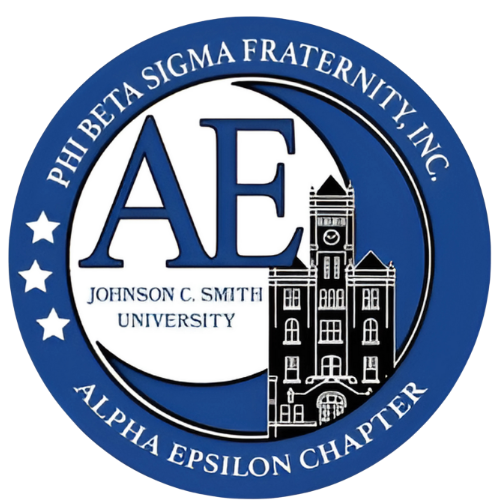 PHI BETA SIGMA FRATERNITY, INC.
AE
JOHNSON C. SMITH
UNIVERSITY
ALPHA EPSILON CHAPTER